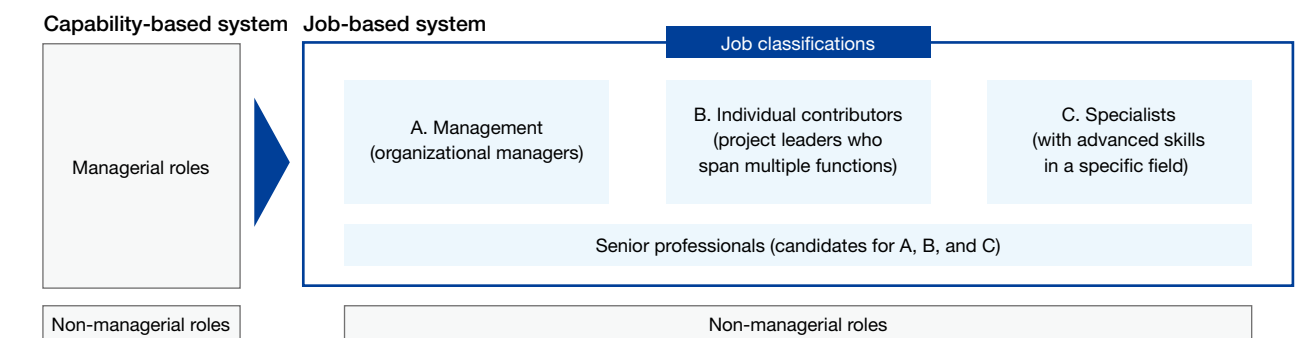 Capability-based system
Job-based system
Job classifications
Managerial roles
A. Management
(organizational managers)
B. Individual contributors
(project leaders who
span multiple functions)
C. Specialists
(with advanced skills
in a specific field)
Senior professionals (candidates for A, B, and C)
Non-managerial roles
Non-managerial roles